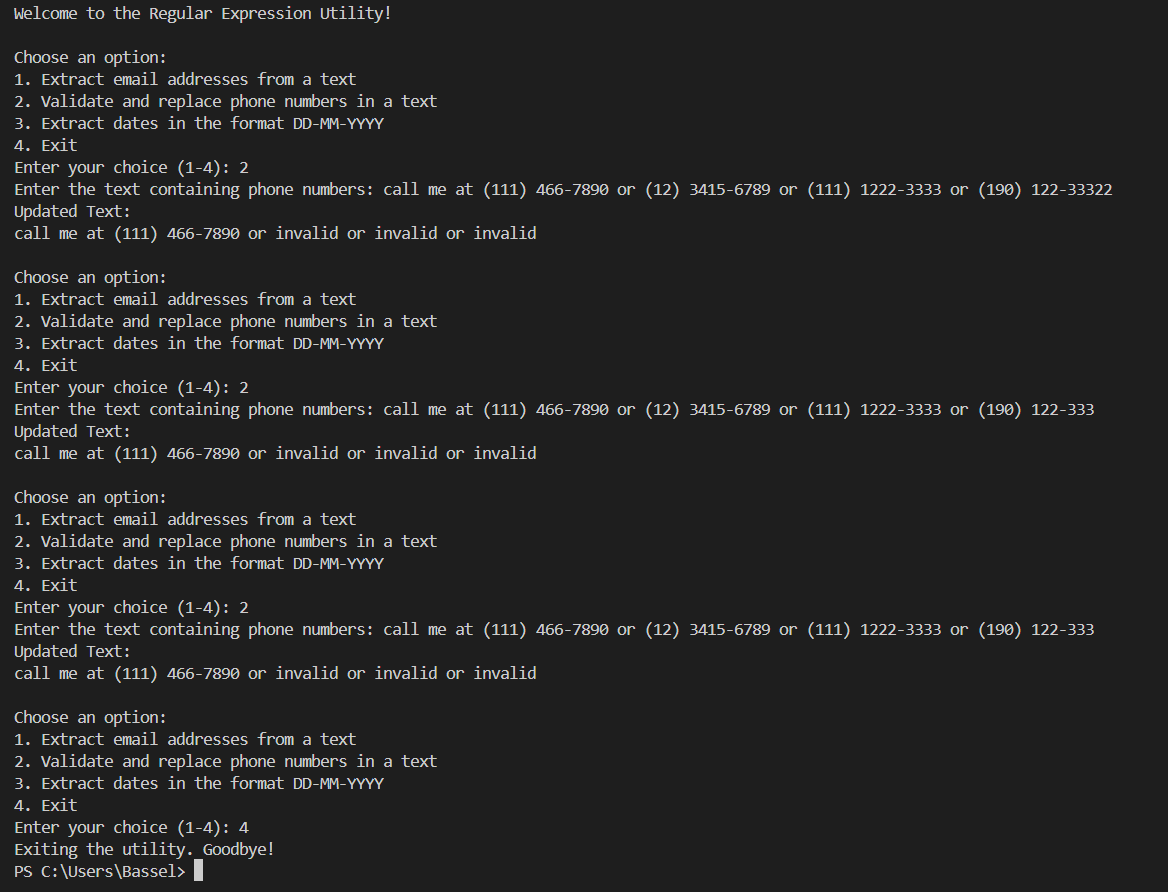 Welcome to the Regular Expression Utility!
Choose an option:
1. Extract email addresses from a text
2. Validate and replace phone numbers in a text
3. Extract dates in the format DD-MM-YYYY
4. Exit
Enter your choice (1-4): 2
Enter the text containing phone numbers: call me at (111) 466-7890 or (12) 3415-6789 or (111) 1222-3333 or (190) 122-33322
Updated Text:
call me at (111) 466-7890 or invalid or invalid or invalid
Choose an option:
1. Extract email addresses from a text
2. Validate and replace phone numbers in a text
3. Extract dates in the format DD-MM-YYYY
4. Exit
Enter your choice (1-4): 2
Enter the text containing phone numbers: call me at (111) 466-7890 or (12) 3415-6789 or (111) 1222-3333 or (190) 122-333
Updated Text:
call me at (111) 466-7890 or invalid or invalid or invalid
Choose an option:
1. Extract email addresses from a text
2. Validate and replace phone numbers in a text
3. Extract dates in the format DD-MM-YYYY
4. Exit
Enter your choice (1-4): 2
Enter the text containing phone numbers: call me at (111) 466-7890 or (12) 3415-6789 or (111) 1222-3333 or (190) 122-333
Updated Text:
call me at (111) 466-7890 or invalid or invalid or invalid
Choose an option:
1. Extract email addresses from a text
2. Validate and replace phone numbers in a text
3. Extract dates in the format DD-MM-YYYY
4. Exit
Enter your choice (1-4): 4
Exiting the utility. Goodbye!
PS C:\Users\Bassel>